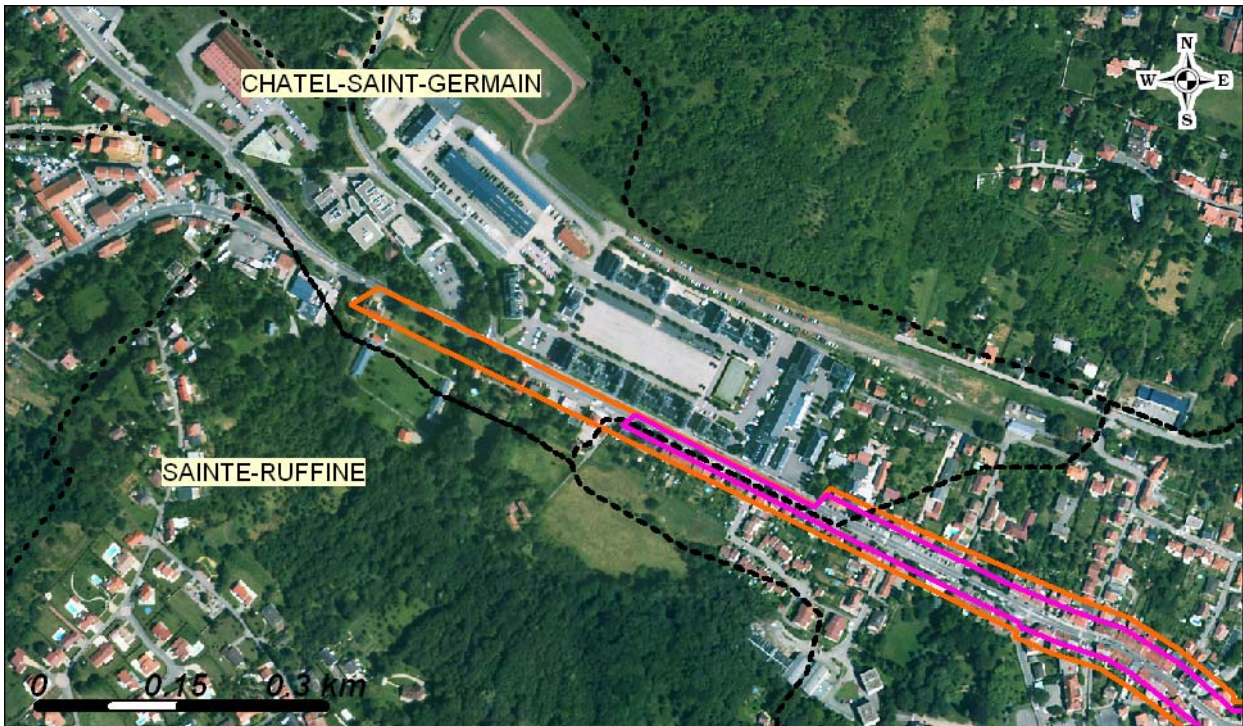 N
CHATEL-SAINT-GERMAIN
W E
S
SAINTE-RUFFINE
0 0.15 0.3 km